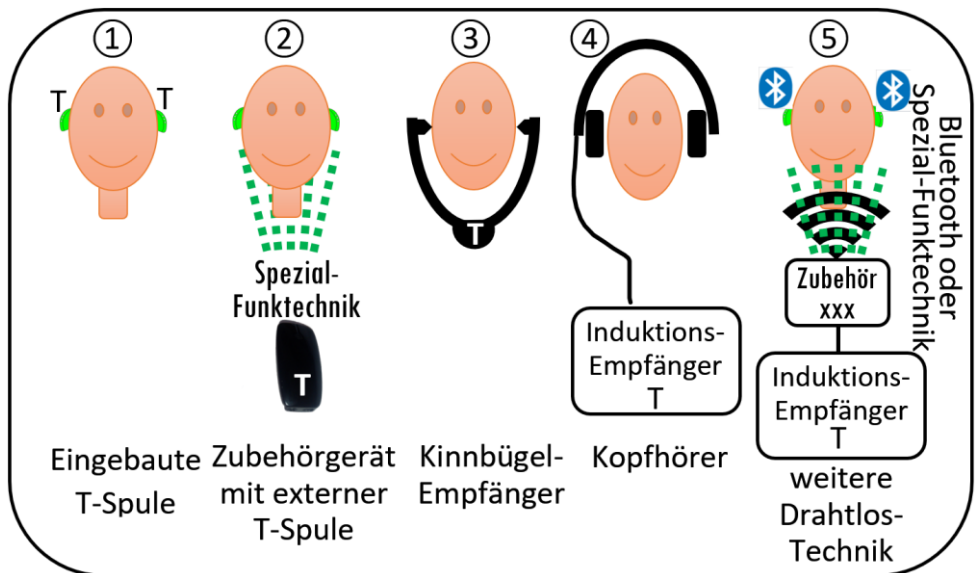 1
T T
Eingebaute
T-Spule
2
Spezial-
Funktechnik
T
Zubehörgerät
mit externer
T-Spule
3
T
Kinnbügel-
Empfänger
4
Induktions-
Empfänger
T
Kopfhörer
5
Bluetooth oder
Spezial-Funktechnik
Zubehör
xxx
Induktions-
Empfänger
T
weitere
Drahtlos-
Technik